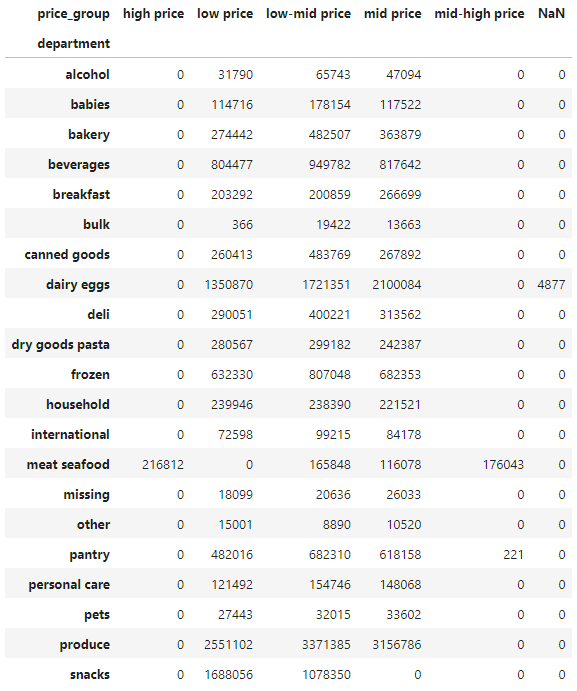 price_group high price low price low-mid price mid price mid-high price NaN
department
alcohol 0 31790 65743 47094 0 0
babies 0 114716 178154 117522 0 0
bakery 0 274442 482507 363879 0 0
beverages 0 804477 949782 817642 0 0
breakfast 0 203292 200859 266699 0 0
bulk 0 366 19422 13663 0 0
canned goods 0 260413 483769 267892 0 0
dairy eggs 0 1350870 1721351 2100084 0 4877
deli 0 290051 400221 313562 0 0
dry goods pasta 0 280567 299182 242387 0 0
frozen 0 632330 807048 682353 0 0
household 0 239946 238390 221521 0 0
international 0 72598 99215 84178 0 0
meat seafood 216812 0 165848 116078 176043 0
missing 0 18099 20636 26033 0 0
other 0 15001 8890 10520 0 0
pantry 0 482016 682310 618158 221 0
personal care 0 121492 154746 148068 0 0
pets 0 27443 32015 33602 0 0
produce 0 2551102 3371385 3156786 0 0
snacks 0 1688056 1078350 0 0 0